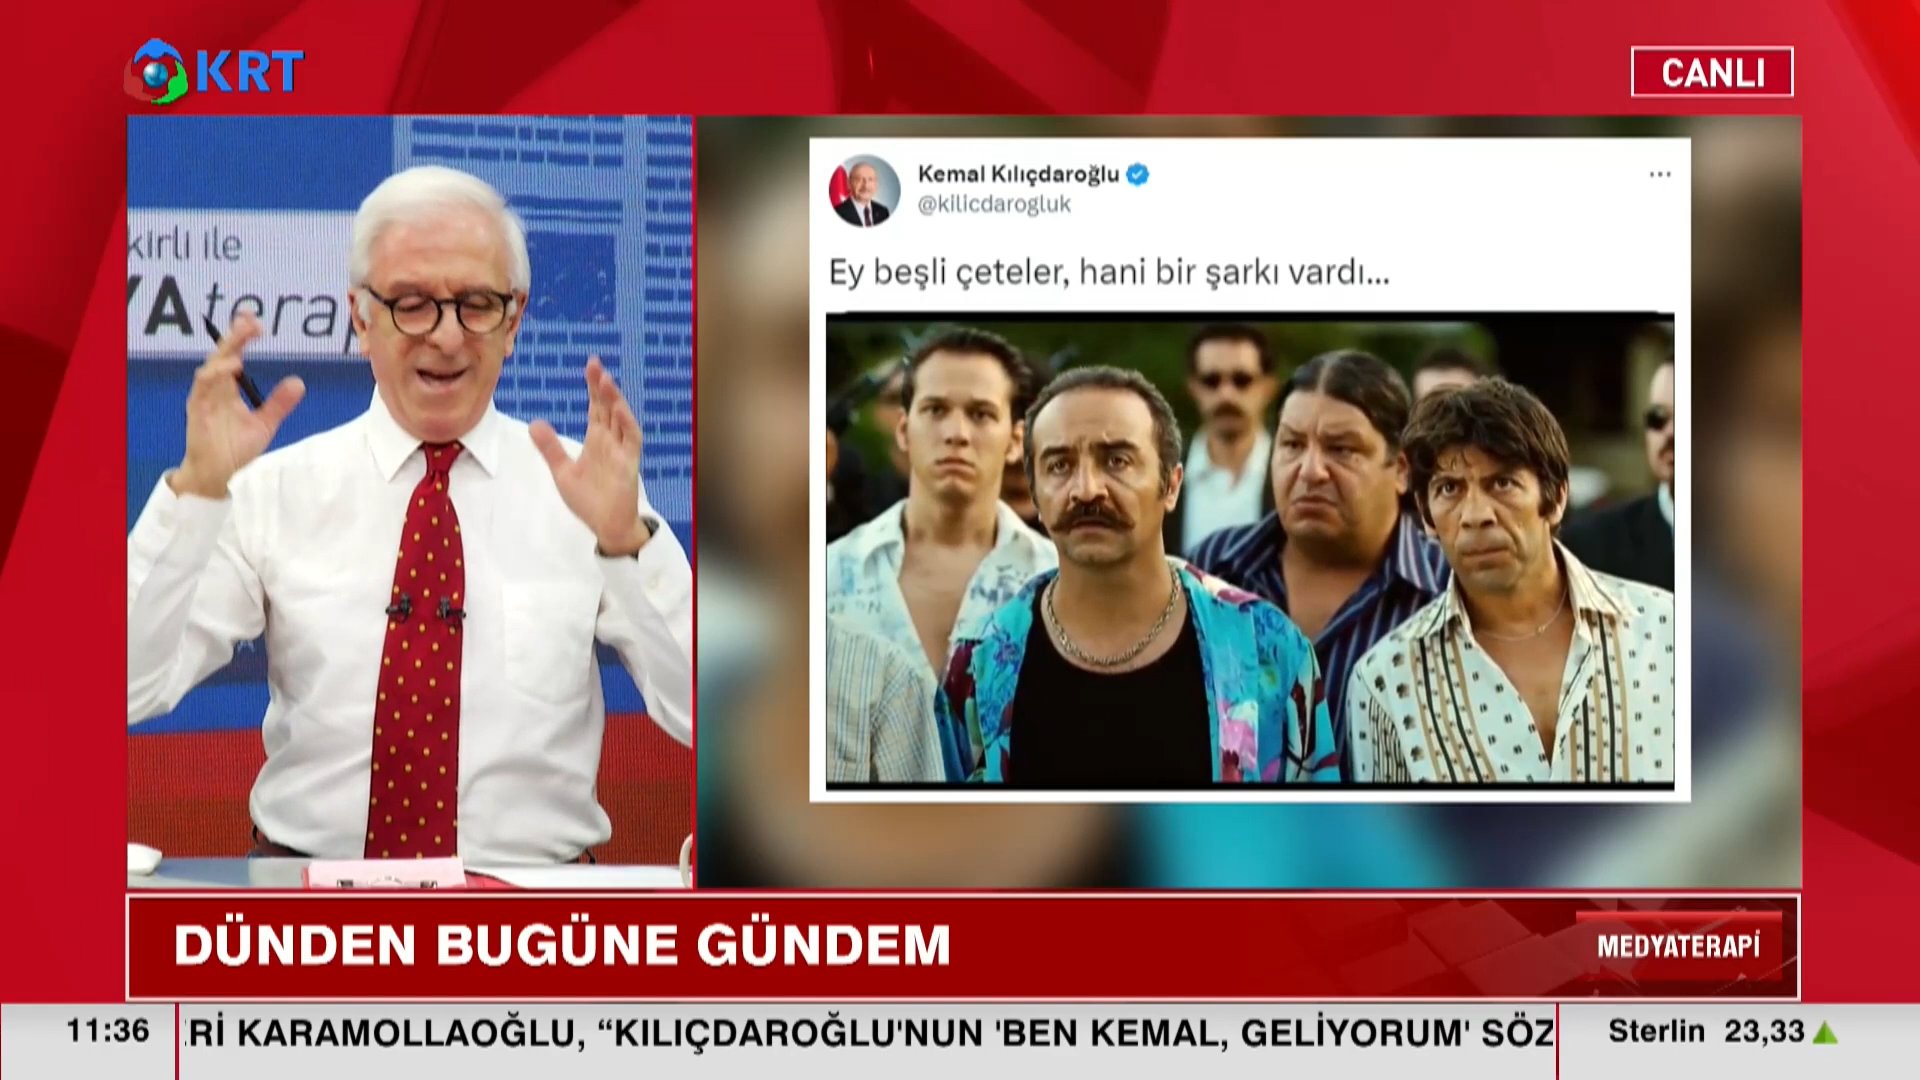 KRT
CANLI
kirli ile
YAterap
Kemal Kılıçdaroğlu
@kilicdarogluk
Ey beşli çeteler, hani bir şarkı vardı...
DÜNDEN BUGÜNE GÜNDEM
MEDYATERAPİ
11:36
Rİ KARAMOLLAOĞLU, “KILIÇDAROĞLU'NUN 'BEN KEMAL, GELİYORUM' SÖZ
Sterlin 23,33